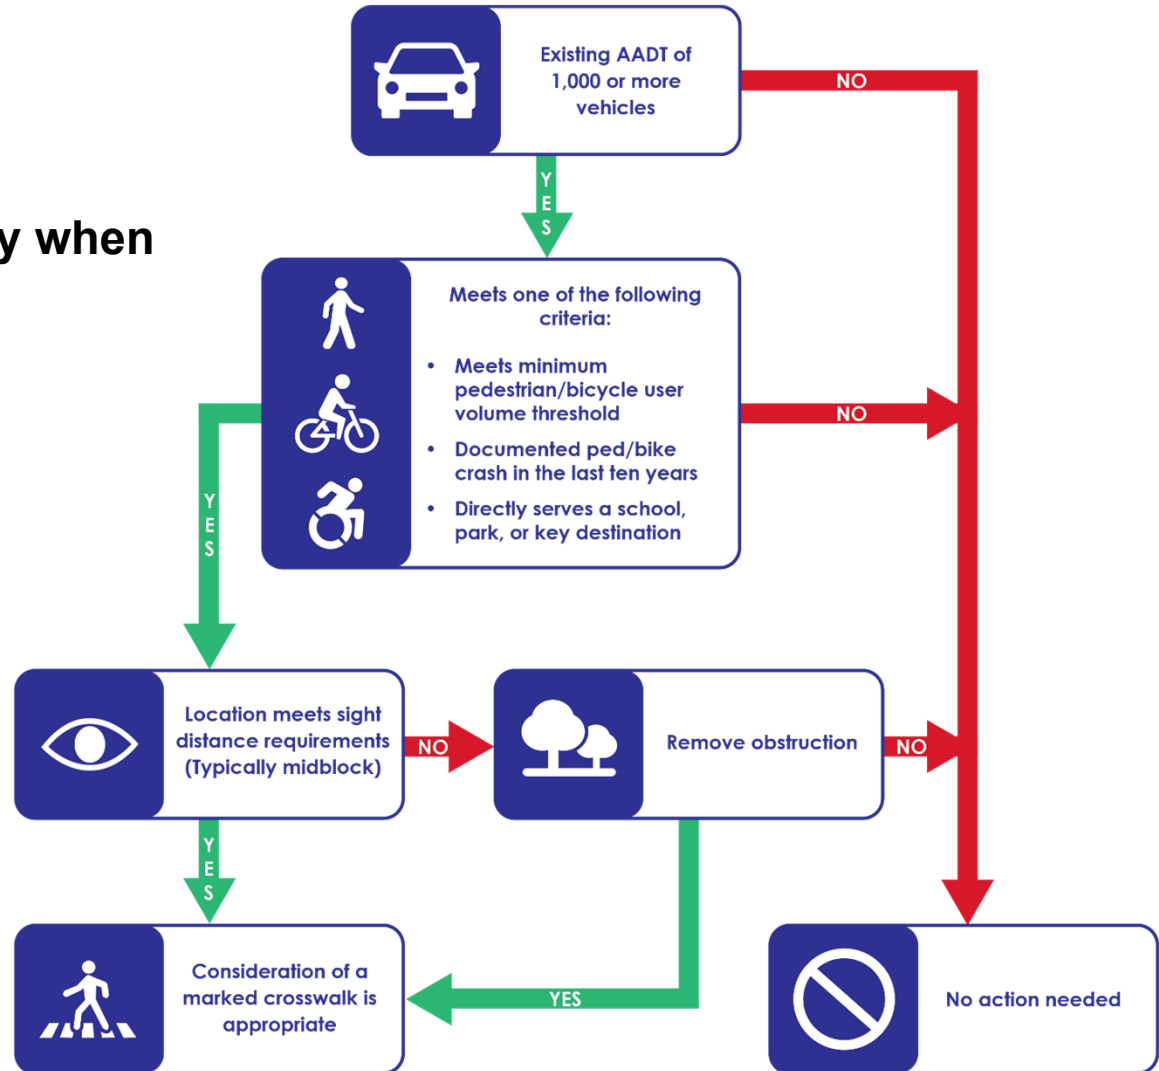 Existing AADT of
1,000 or more
vehicles
NO
YES
y when
Meets one of the following
criteria:
• Meets minimum
pedestrian/bicycle user
volume threshold
• Documented ped/bike
crash in the last ten years
• Directly serves a school,
park, or key destination
NO
YES
Location meets sight
distance requirements
(Typically midblock)
NO
Remove obstruction
NO
YES
YES
Consideration of a
marked crosswalk is
appropriate
No action needed